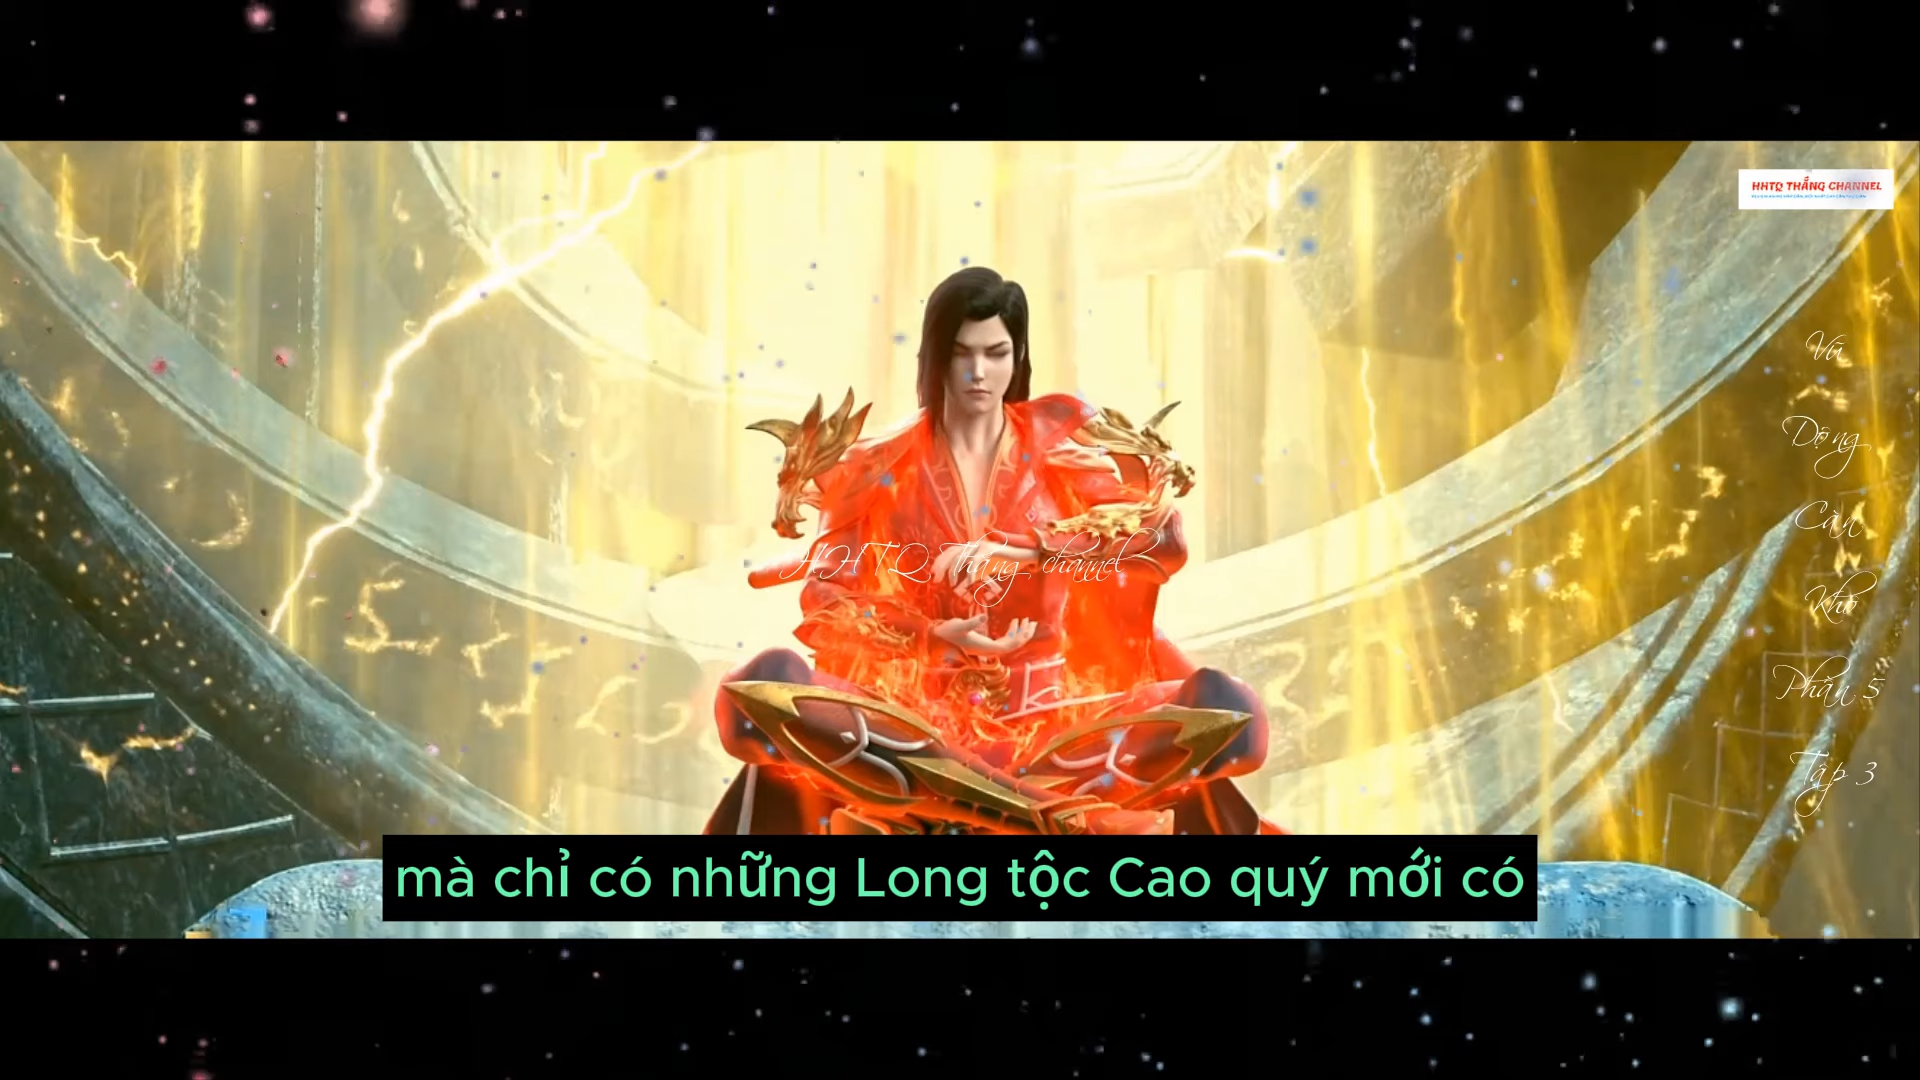 HHTQ THẮNG CHANNEL
Vũ
Động
Càn
Khô
Phần 5
Tập 3
HHTQ Thắng channel
mà chỉ có những Long tộc Cao quý mới có